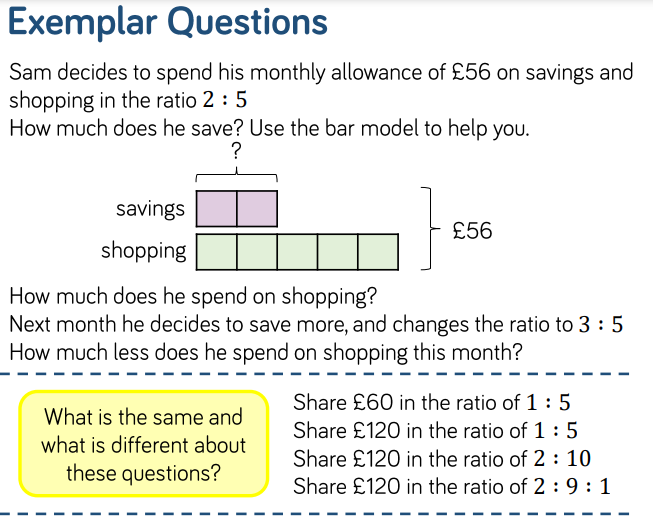 Exemplar Questions
Sam decides to spend his monthly allowance of £56 on savings and
shopping in the ratio 2 : 5
How much does he save? Use the bar model to help you.
?
savings
shopping
£56
How much does he spend on shopping?
Next month he decides to save more, and changes the ratio to 3 : 5
How much less does he spend on shopping this month?
What is the same and
what is different about
these questions?
Share £60 in the ratio of 1 : 5
Share £120 in the ratio of 1 : 5
Share £120 in the ratio of 2 : 10
Share £120 in the ratio of 2 : 9 : 1